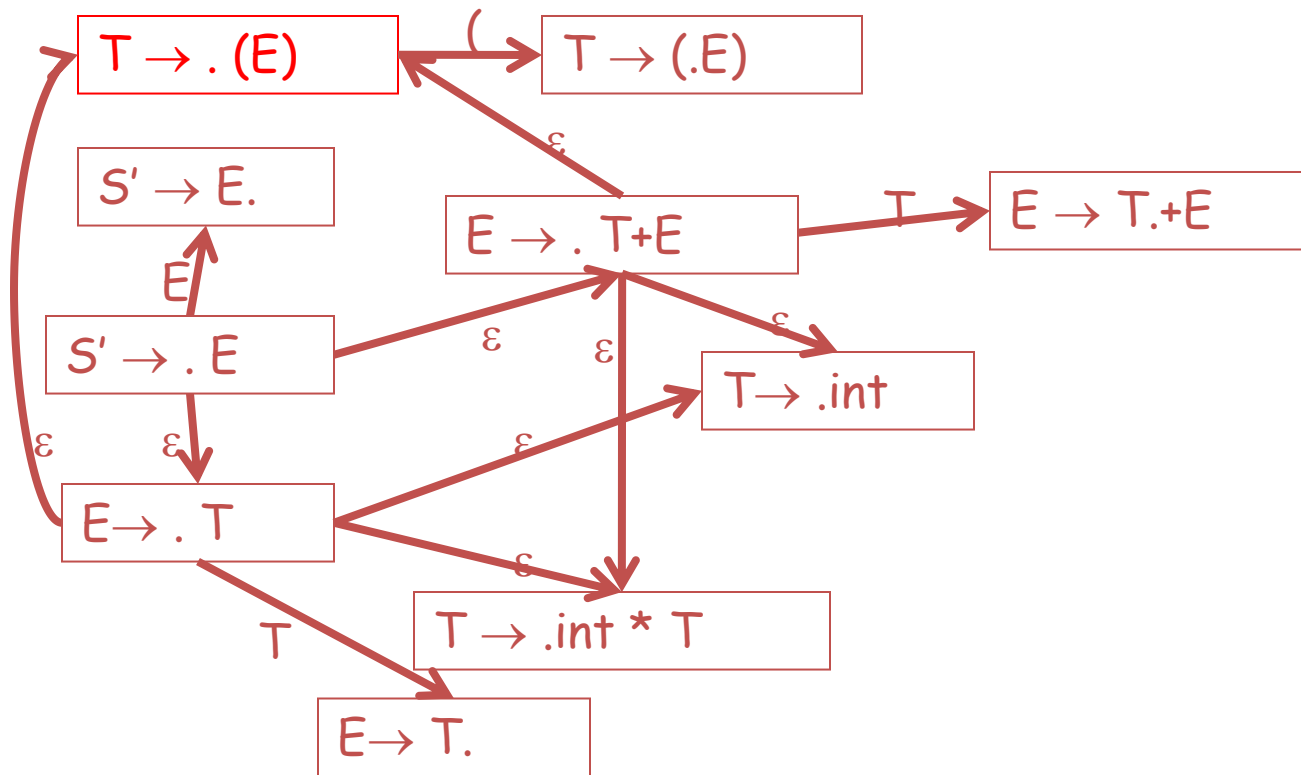 T → . (E)
(
T → (.E)
ε
S' → E.
E → . T+E
T
E → T.+E
E
S' → . E
ε
ε
ε
T→ .int
ε
ε
ε
E→ . T
ε
T → .int * T
T
E→ T.